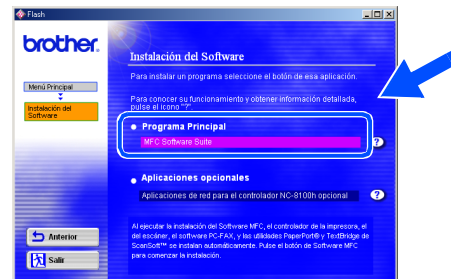 Flash
brother.
Instalación del Software
Para instalar un programa seleccione el botón de esa aplicación.
Menú Principal
Instalación del
Software
Para conocer su funcionamiento y obtener información detallada,
pulse el icono "?".
Programa Principal
MFC Software Suite
?
Aplicaciones opcionales
Aplicaciones de red para el controlador NC-8100h opcional
?
Al ejecutar la instalación del Software MFC, el controlador de la impresora, el
del escáner, el software PC-FAX, y las utilidades PaperPort® y TextBridge de
ScanSoft™ se instalan automáticamente. Pulse el botón de Software MFC
para comenzar la instalación.
Anterior
Salir